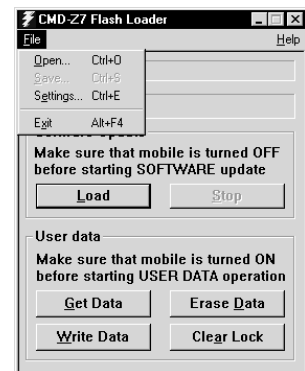 CMD-Z7 Flash Loader
File Help
Open... Ctrl+O
Save... Ctrl+S
Settings... Ctrl+E
Exit Alt+F4
Make sure that mobile is turned OFF
before starting SOFTWARE update
Load Stop
User data
Make sure that mobile is turned ON
before starting USER DATA operation
Get Data Erase Data
Write Data Clear Lock